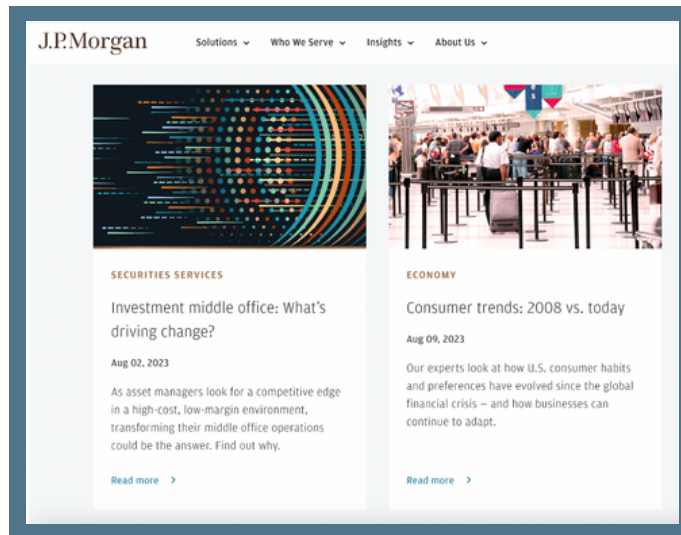 J.P.Morgan
Solutions Who We Serve Insights About Us
SECURITIES SERVICES
Investment middle office: What's
driving change?
Aug 02, 2023
As asset managers look for a competitive edge
in a high-cost, low-margin environment,
transforming their middle office operations
could be the answer. Find out why.
Read more
ECONOMY
Consumer trends: 2008 vs. today
Aug 09, 2023
Our experts look at how U.S. consumer habits
and preferences have evolved since the global
financial crisis – and how businesses can
continue to adapt.
Read more